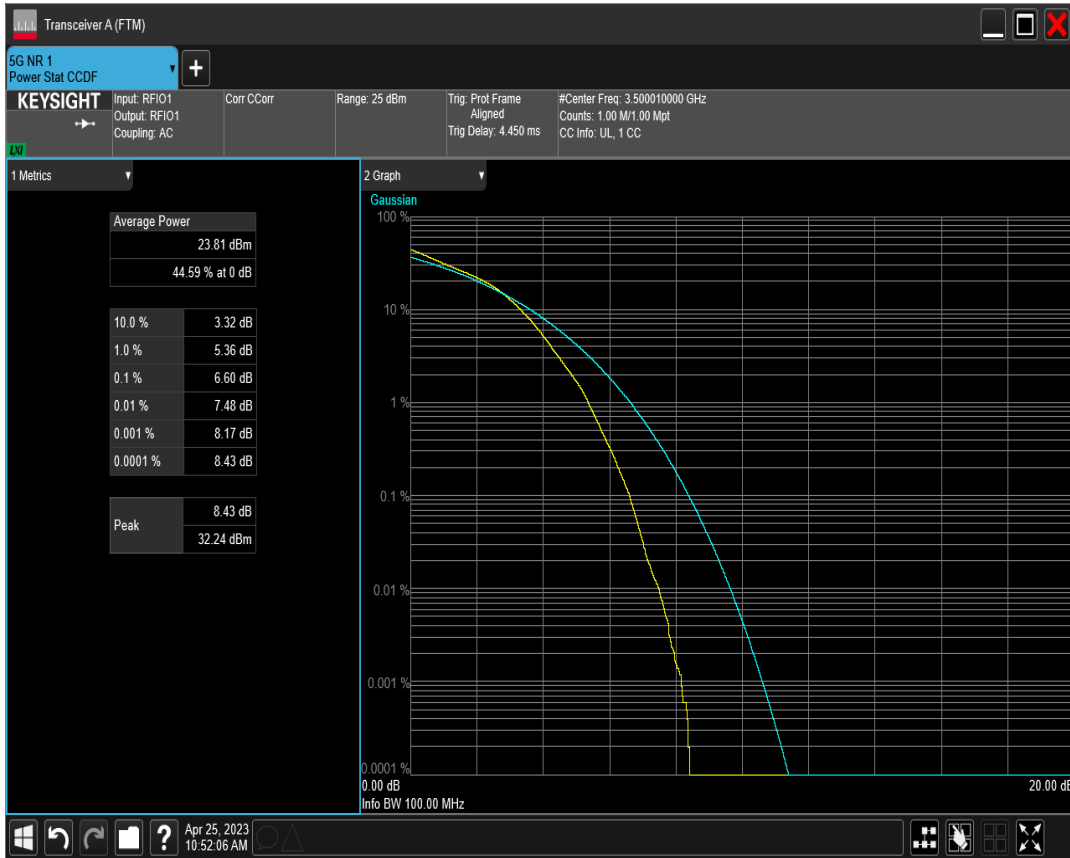 Transceiver A (FTM)
5G NR 1
Power Stat CCDF
+
KEYSIGHT
LXI
Input: RFIO1
Output: RFIO1
Coupling: AC
Corr CCorr
Range: 25 dBm
Trig: Prot Frame
Aligned
Trig Delay: 4.450 ms
#Center Freq: 3.500010000 GHz
Counts: 1.00 M/1.00 Mpt
CC Info: UL, 1 CC
1 Metrics
Average Power
23.81 dBm
44.59 % at 0 dB
10.0 % 3.32 dB
1.0 % 5.36 dB
0.1 % 6.60 dB
0.01 % 7.48 dB
0.001 % 8.17 dB
0.0001 % 8.43 dB
Peak 8.43 dB
32.24 dBm
2 Graph
Gaussian
100 %
10 %
1 %
0.1 %
0.01 %
0.001 %
0.0001 %
0.00 dB 20.00 dB
Info BW 100.00 MHz
? Apr 25, 2023
10:52:06 AM